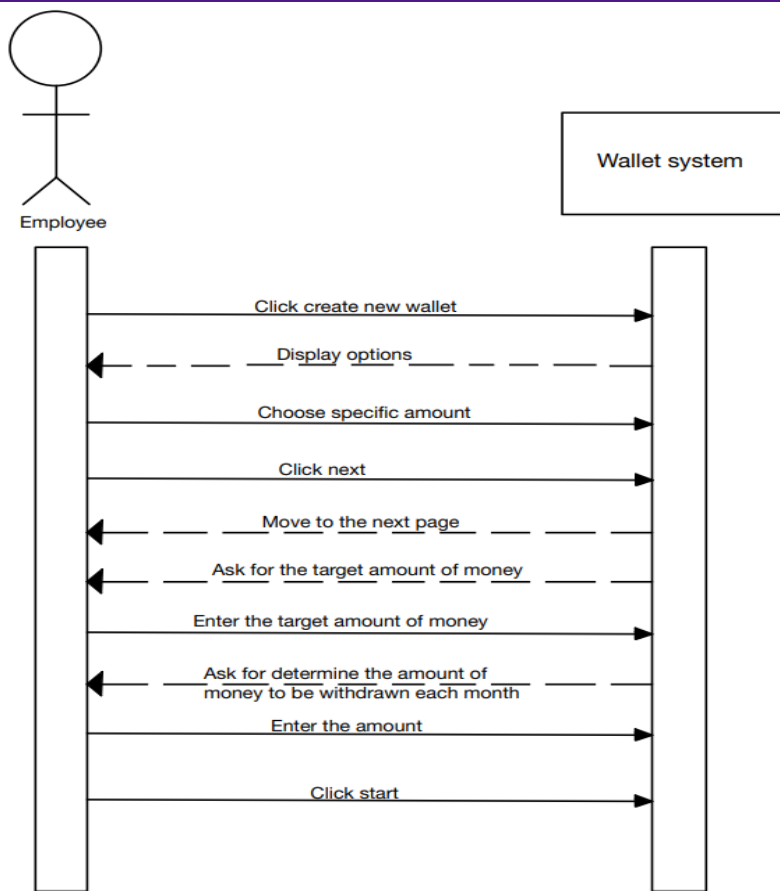 Employee
Wallet system
Click create new wallet
Display options
Choose specific amount
Click next
Move to the next page
Ask for the target amount of money
Enter the target amount of money
Ask for determine the amount of
money to be withdrawn each month
Enter the amount
Click start